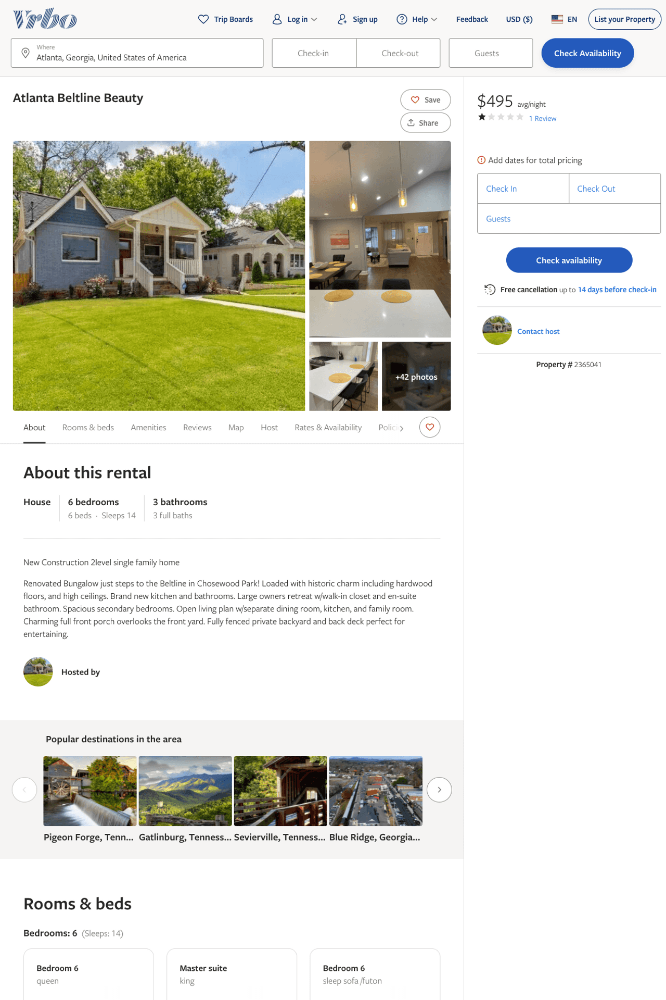 Vrbo
Trip Boards
Log in
Sign up
Help
Feedback
USD ($)
EN
List your Property
Where
Atlanta, Georgia, United States of America
Check-in
Check-out
Guests
Check Availability
Atlanta Beltline Beauty
Save
Share
$495 avg/night
1 Review
Add dates for total pricing
Check In
Check Out
Guests
Check availability
Free cancellation up to 14 days before check-in
Contact host
Property # 2365041
+42 photos
About
Rooms & beds
Amenities
Reviews
Map
Host
Rates & Availability
Polici
About this rental
House
6 bedrooms
6 beds · Sleeps 14
3 bathrooms
3 full baths
New Construction 2level single family home
Renovated Bungalow just steps to the Beltline in Chosewood Park! Loaded with historic charm including hardwood
floors, and high ceilings. Brand new kitchen and bathrooms. Large owners retreat w/walk-in closet and en-suite
bathroom. Spacious secondary bedrooms. Open living plan w/separate dining room, kitchen, and family room.
Charming full front porch overlooks the front yard. Fully fenced private backyard and back deck perfect for
entertaining.
Hosted by
Popular destinations in the area
Pigeon Forge, Tenn...
Gatlinburg, Tenness...
Sevierville, Tenness...
Blue Ridge, Georgia...
Rooms & beds
Bedrooms: 6 (Sleeps: 14)
Bedroom 6
queen
Master suite
king
Bedroom 6
sleep sofa /futon